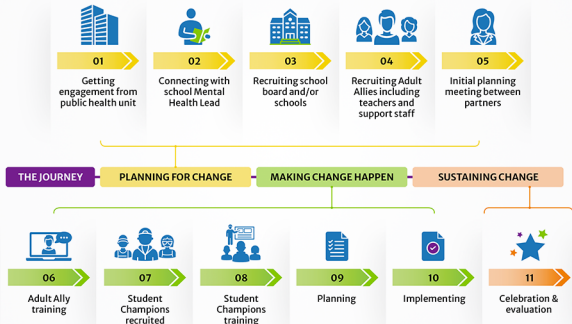 01
Getting
engagement from
public health unit
02
Connecting with
school Mental
Health Lead
03
Recruiting school
board and/or
schools
04
Recruiting Adult
Allies including
teachers and
support staff
05
Initial planning
meeting between
partners
THE JOURNEY
PLANNING FOR CHANGE
MAKING CHANGE HAPPEN
SUSTAINING CHANGE
06
Adult Ally
training
07
Student
Champions
recruited
08
Student
Champions
training
09
Planning
10
Implementing
11
Celebration &
evaluation